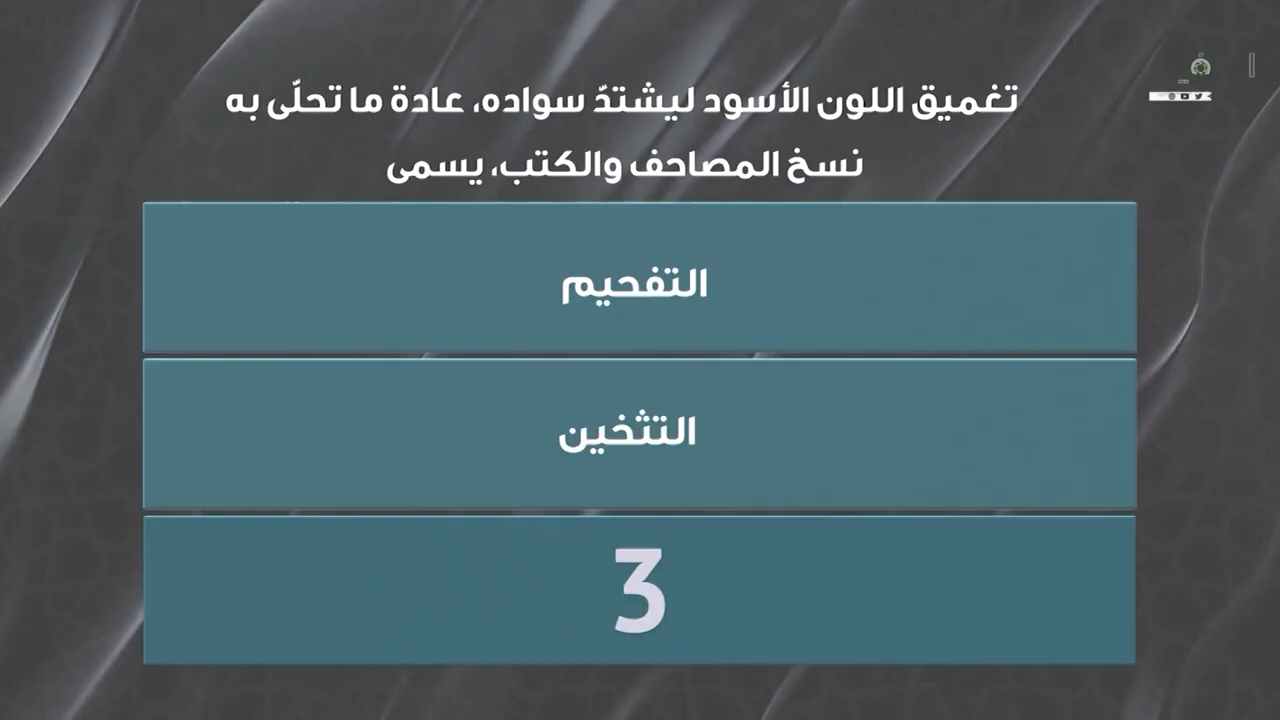 تغميق اللون الأسود ليشتدّ سواده، عادة ما تحلّى به
نسخ المصاحف والكتب، يسمى
التفحيم
التثخين
3